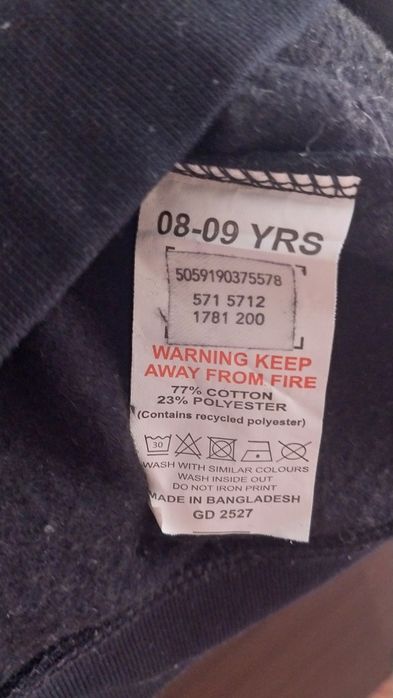 08-09 YRS
5059190375578
571 5712
1781 200
WARNING KEEP
AWAY FROM FIRE
77% COTTON
23% POLYESTER
(Contains recycled polyester)
30
WASH WITH SIMILAR COLOURS
WASH INSIDE OUT
DO NOT IRON PRINT
MADE IN BANGLADESH
GD 2527